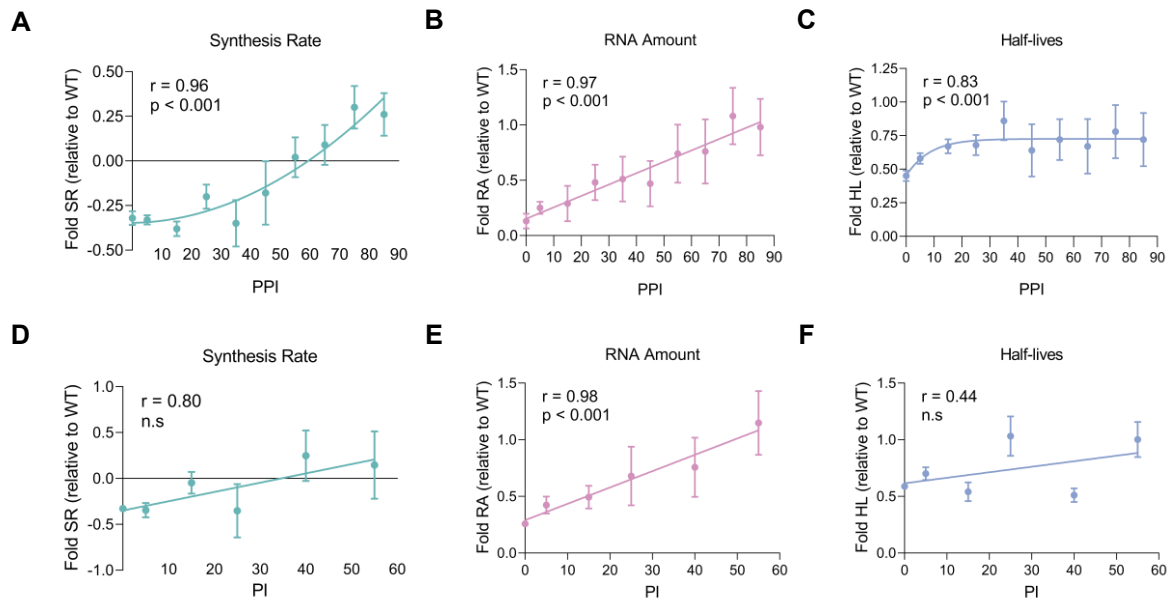 A
Synthesis Rate
r = 0.96
p < 0.001
Fold SR (relative to WT)
0.50
0.25
0.00
-0.25
-0.50
10 20 30 40 50 60 70 80 90
PPI
B
RNA Amount
r = 0.97
p < 0.001
Fold RA (relative to WT)
1.5
1.0
0.5
0.0
0 10 20 30 40 50 60 70 80 90
PPI
C
Half-lives
r = 0.83
p < 0.001
Fold HL (relative to WT)
1.25
1.00
0.75
0.50
0.25
0.00
0 10 20 30 40 50 60 70 80 90
PPI
D
Synthesis Rate
r = 0.80
n.s
Fold SR (relative to WT)
1.0
0.5
0.0
-0.5
-1.0
10 20 30 40 50 60
PI
E
RNA Amount
r = 0.98
p < 0.001
Fold RA (relative to WT)
1.5
1.0
0.5
0.0
0 10 20 30 40 50 60
PI
F
Half-lives
r = 0.44
n.s
Fold HL (relative to WT)
1.5
1.0
0.5
0.0
0 10 20 30 40 50 60
PI